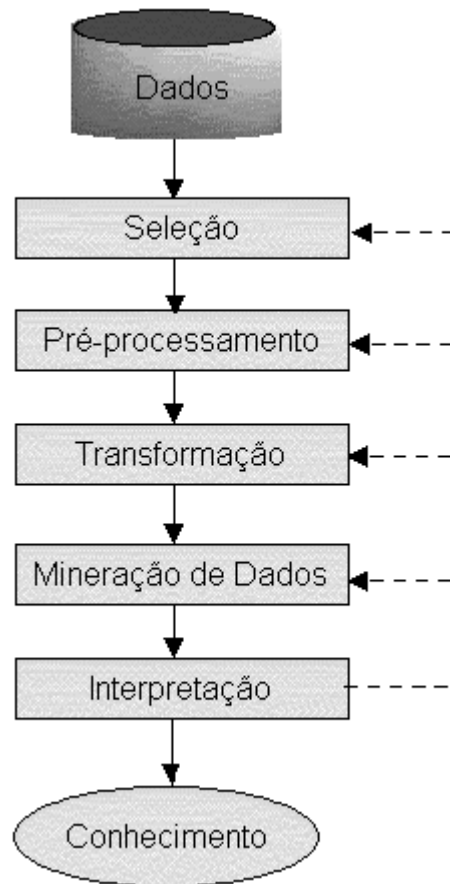 Dados
Seleção
Pré-processamento
Transformação
Mineração de Dados
Interpretação
Conhecimento